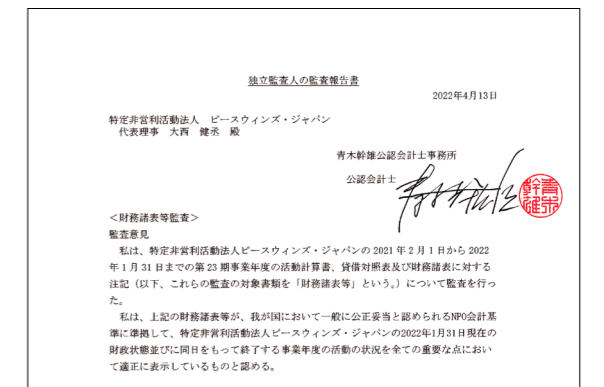 独立監査人の監査報告書
2022年4月13日
特定非営利活動法人 ピースウィンズ・ジャパン
代表理事 大西 健丞 殿
青木幹雄公認会計士事務所
公認会計士
＜財務諸表等監査＞
監査意見
私は、特定非営利活動法人ピースウィンズ・ジャパンの 2021 年 2 月 1 日から 2022
年 1 月 31 日までの第 23 期事業年度の活動計算書、貸借対照表及び財務諸表に対する
注記（以下、これらの監査の対象書類を「財務諸表等」という。）について監査を行っ
た。
私は、上記の財務諸表等が、我が国において一般に公正妥当と認められるNPO会計基
準に準拠して、特定非営利活動法人ピースウィンズ・ジャパンの2022年1月31日現在の
財政状態並びに同日をもって終了する事業年度の活動の状況を全ての重要な点におい
て適正に表示しているものと認める。